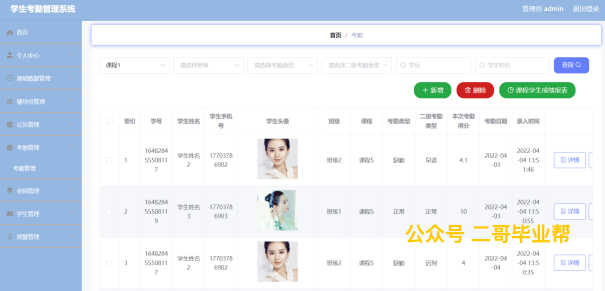 学生考勤管理系统
管理员 admin 退出登录
首页
首页 / 考勤
个人中心
基础数据管理
辅导员管理
公告管理
考勤管理
考勤管理
老师管理
学生管理
班级管理
课程1 请选择班级 请选择考勤类型 请选择二级考勤类型 学号 学生姓名 查询
+ 新增 删除 课程学生成绩报表
索引 学号 学生姓名 学生手机号 学生头像 班级 课程 考勤类型 二级考勤类型 本次考勤得分 考勤日期 录入时间
1 164828455508117 学生姓名2 17703786902 班级2 课程5 缺勤 早退 4.1 2022-04-03 2022-04-04 13:51:46 详情
2 164828455508119 学生姓名3 17703786903 班级1 课程5 正常 正常 10 2022-04-03 2022-04-04 13:50:55 详情
公众号 二哥毕业帮
3 164828455508117 学生姓名2 17703786902 班级2 课程5 缺勤 迟到 4 2022-04-04 2022-04-04 13:50:35 详情